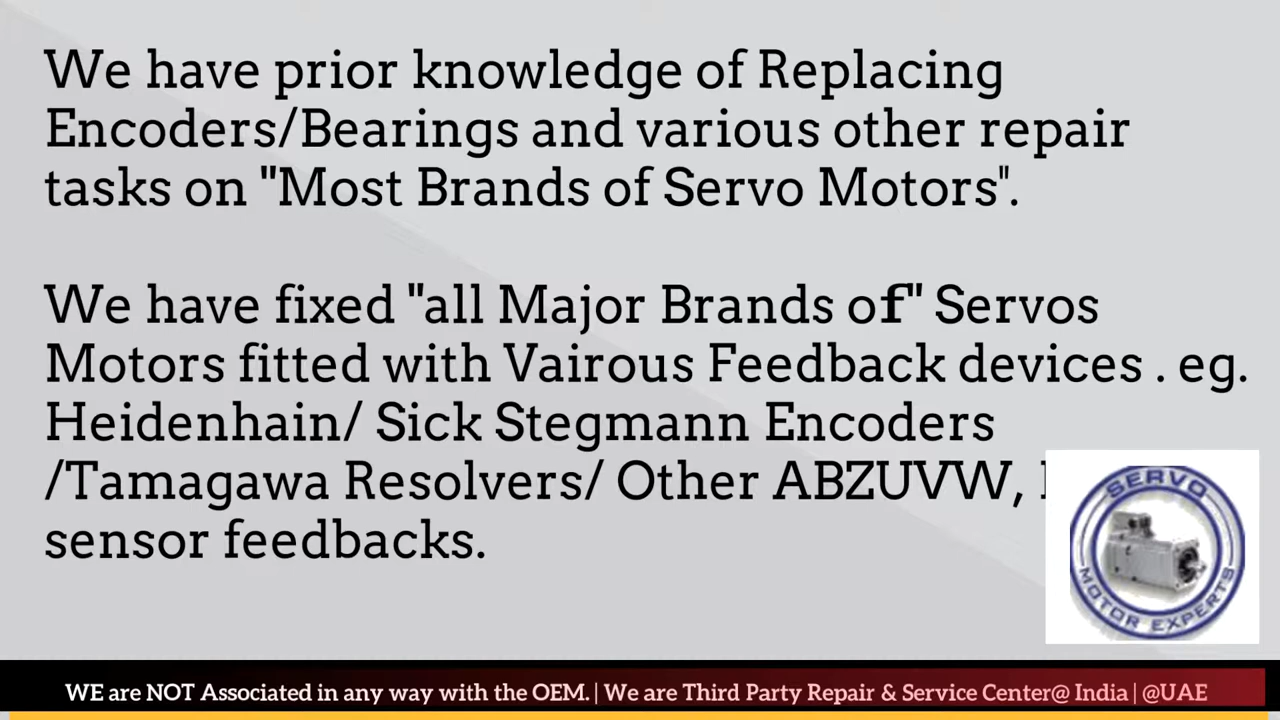 We have prior knowledge of Replacing
Encoders/Bearings and various other repair
tasks on "Most Brands of Servo Motors".
We have fixed "all Major Brands of" Servos
Motors fitted with Vairous Feedback devices . eg.
Heidenhain/ Sick Stegmann Encoders
/Tamagawa Resolvers/ Other ABZUVW,
sensor feedbacks.
SERVO
MOTOR EXPERTS
WE are NOT Associated in any way with the OEM. | We are Third Party Repair & Service Center@ India | @UAE